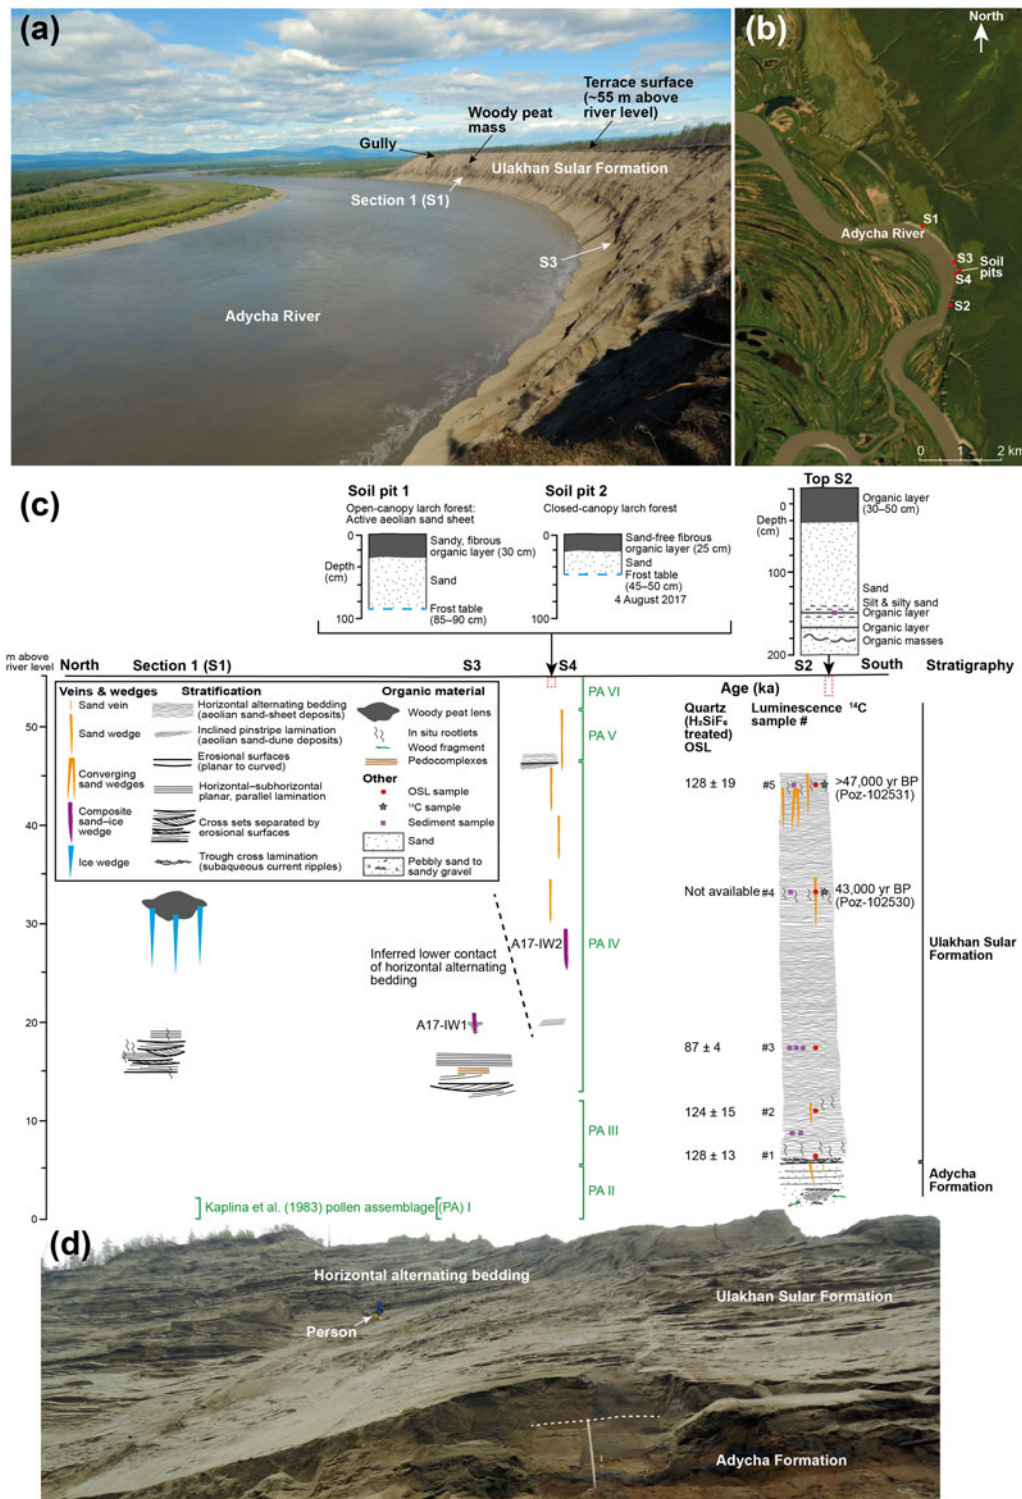 (a)
Terrace surface
(~55 m above
river level)
Woody peat
mass
Gully
Ulakhan Sular Formation
Section 1 (S1)
S3
Adycha River
(b)
North
S1
Adycha River
S3
Soil
pits
S4
S2
0 1 2 km
(c)
Soil pit 1
Open-canopy larch forest:
Active aeolian sand sheet
0
Depth
(cm)
100
Sandy, fibrous
organic layer (30 cm)
Sand
Frost table
(85–90 cm)
Soil pit 2
Closed-canopy larch forest
0
100
Sand-free fibrous
organic layer (25 cm)
Sand
Frost table
(45–50 cm)
4 August 2017
Top S2
0
Depth
(cm)
100
200
Organic layer
(30–50 cm)
Sand
Silt & silty sand
Organic layer
Organic layer
Organic masses
m above
river level
North
Section 1 (S1)
S3
S4
S2
South
Stratigraphy
50
40
30
20
10
0
Veins & wedges
Sand vein
Sand wedge
Converging
sand wedges
Composite
sand–ice
wedge
Ice wedge
Stratification
Horizontal alternating bedding
(aeolian sand-sheet deposits)
Inclined pinstripe lamination
(aeolian sand-dune deposits)
Erosional surfaces
(planar to curved)
Horizontal–subhorizontal
planar, parallel lamination
Cross sets separated by
erosional surfaces
Trough cross lamination
(subaqueous current ripples)
Organic material
Woody peat lens
In situ rootlets
Wood fragment
Pedocomplexes
Other
OSL sample
¹⁴C sample
Sediment sample
Sand
Pebbly sand to
sandy gravel
Inferred lower contact
of horizontal alternating
bedding
A17-IW2
A17-IW1
PA VI
PA V
PA IV
PA III
PA II
Kaplina et al. (1983) pollen assemblage (PA) I
Age (ka)
Quartz
(H₂SiF₆
treated)
OSL
Luminescence
sample #
¹⁴C
128 ± 19
#5
>47,000 yr BP
(Poz-102531)
Not available
#4
43,000 yr BP
(Poz-102530)
87 ± 4
#3
124 ± 15
#2
128 ± 13
#1
Ulakhan Sular
Formation
Adycha
Formation
(d)
Horizontal alternating bedding
Ulakhan Sular Formation
Person
Adycha Formation